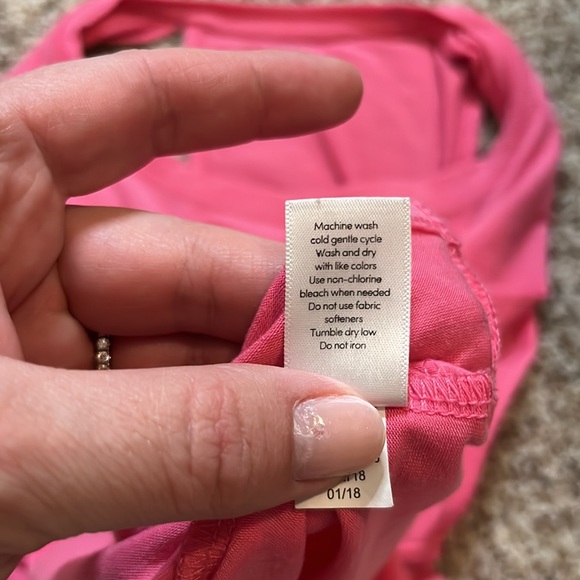 Machine wash
cold gentle cycle
Wash and dry
with like colors
Use non-chlorine
bleach when needed
Do not use fabric
softeners
Tumble dry low
Do not iron
01/18